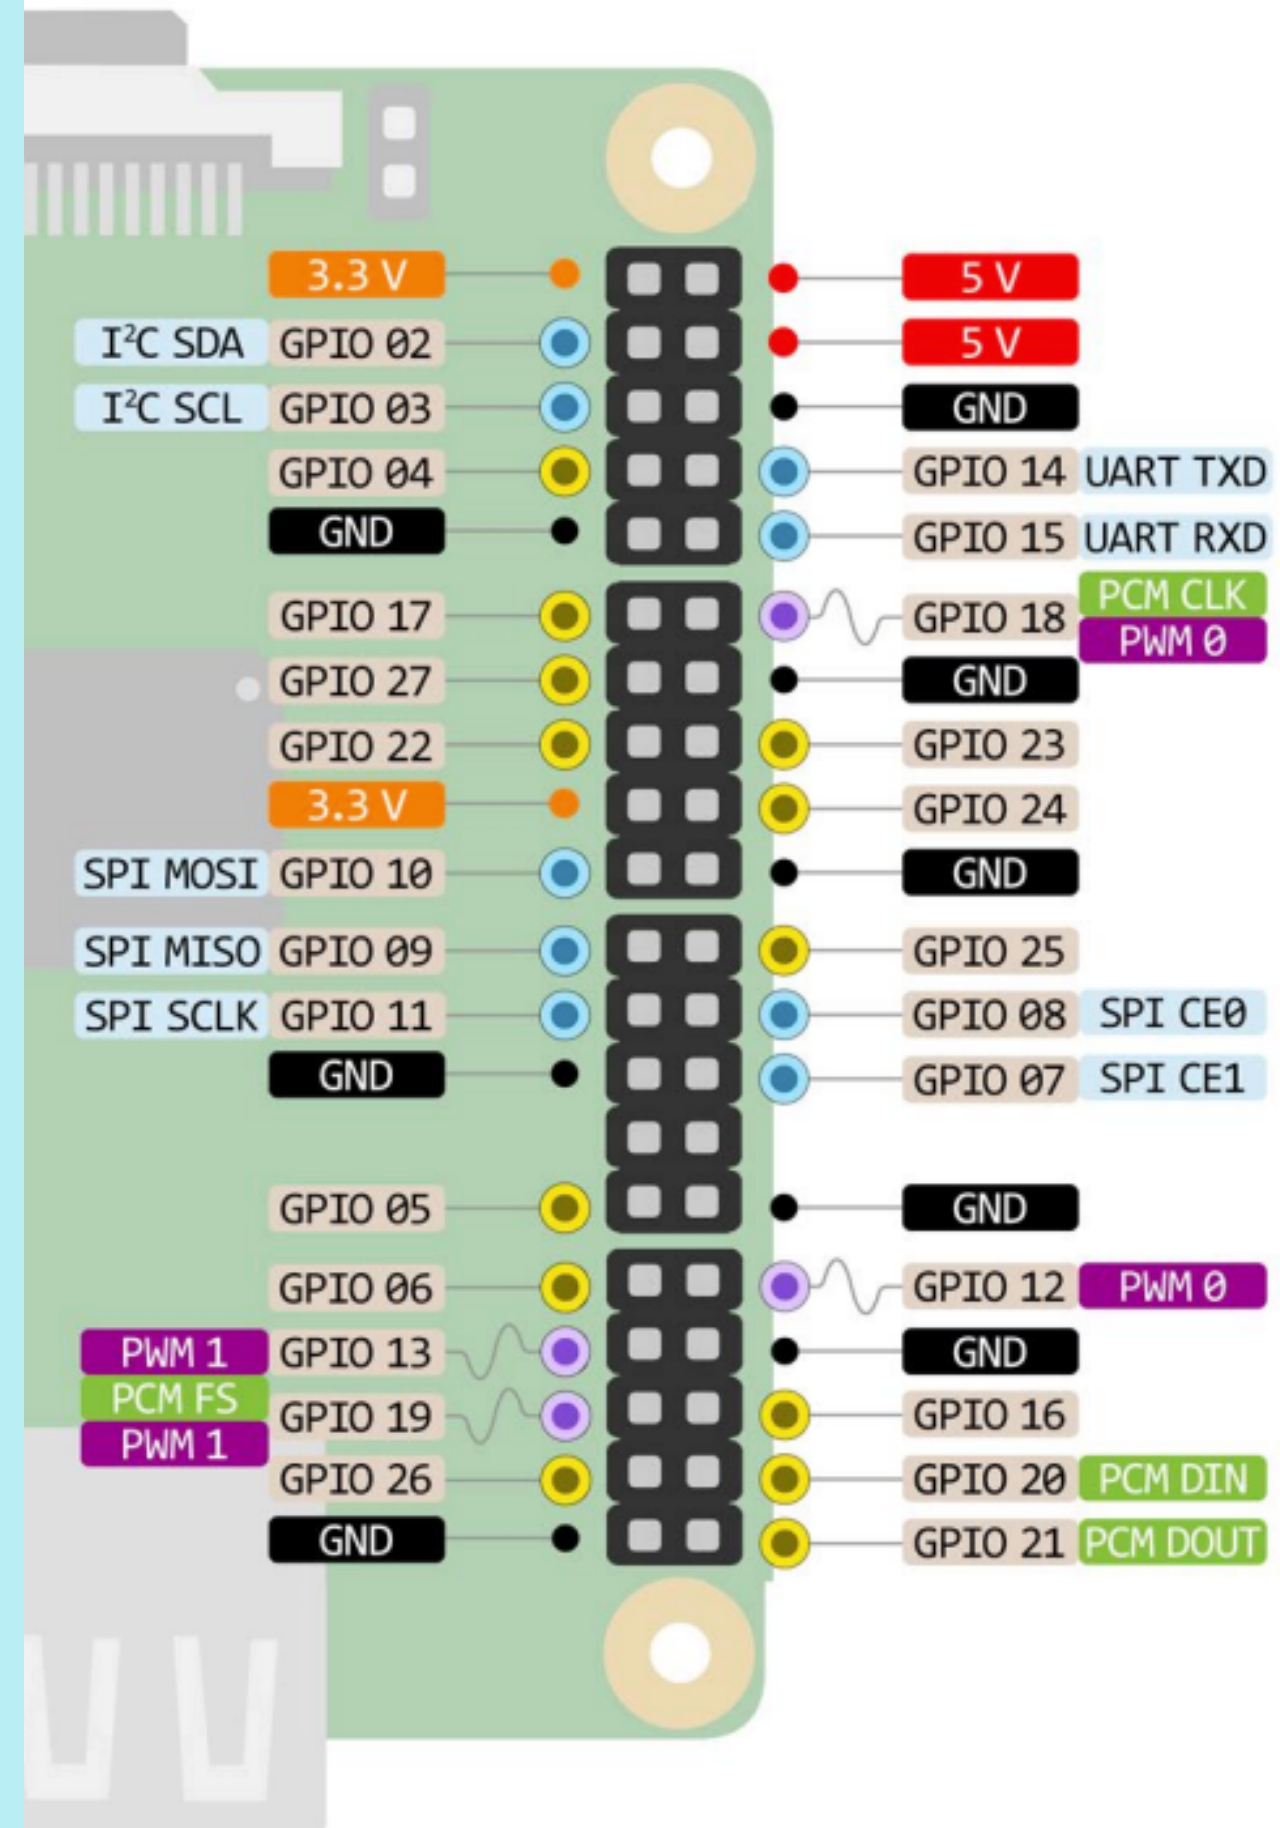 3.3 V 5 V
I²C SDA GPIO 02 5 V
I²C SCL GPIO 03 GND
GPIO 04 GPIO 14 UART TXD
GND GPIO 15 UART RXD
PCM CLK
GPIO 17 GPIO 18
PWM 0
GPIO 27 GND
GPIO 22 GPIO 23
3.3 V GPIO 24
SPI MOSI GPIO 10 GND
SPI MISO GPIO 09 GPIO 25
SPI SCLK GPIO 11 GPIO 08 SPI CE0
GND GPIO 07 SPI CE1
GPIO 05 GND
GPIO 06 GPIO 12 PWM 0
PWM 1 GPIO 13 GND
PCM FS
GPIO 19 GPIO 16
PWM 1
GPIO 26 GPIO 20 PCM DIN
GND GPIO 21 PCM DOUT